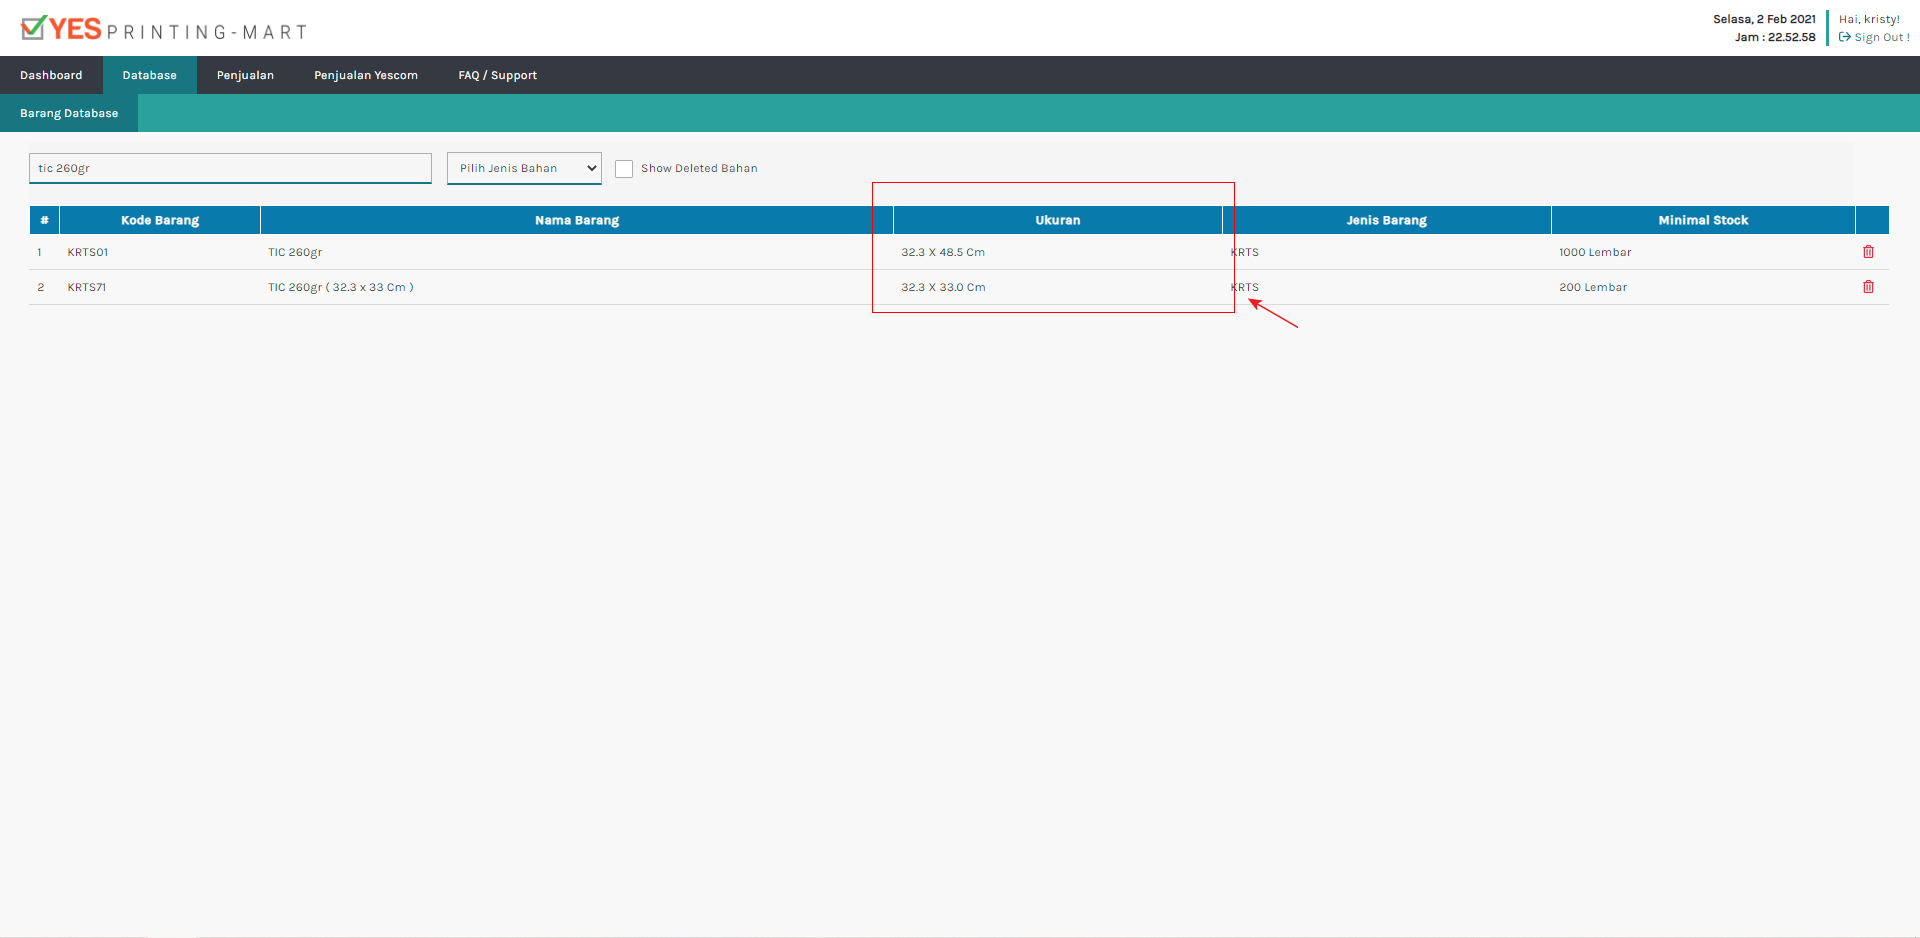 YES PRINTING-MART
Selasa, 2 Feb 2021
Jam : 22.52.58
Hai, kristy!
Sign Out !
Dashboard Database Penjualan Penjualan Yescom FAQ / Support
Barang Database
tic 260gr Pilih Jenis Bahan Show Deleted Bahan
# Kode Barang Nama Barang Ukuran Jenis Barang Minimal Stock
1 KRTS01 TIC 260gr 32.3 X 48.5 Cm KRTS 1000 Lembar
2 KRTS71 TIC 260gr ( 32.3 x 33 Cm ) 32.3 X 33.0 Cm KRTS 200 Lembar